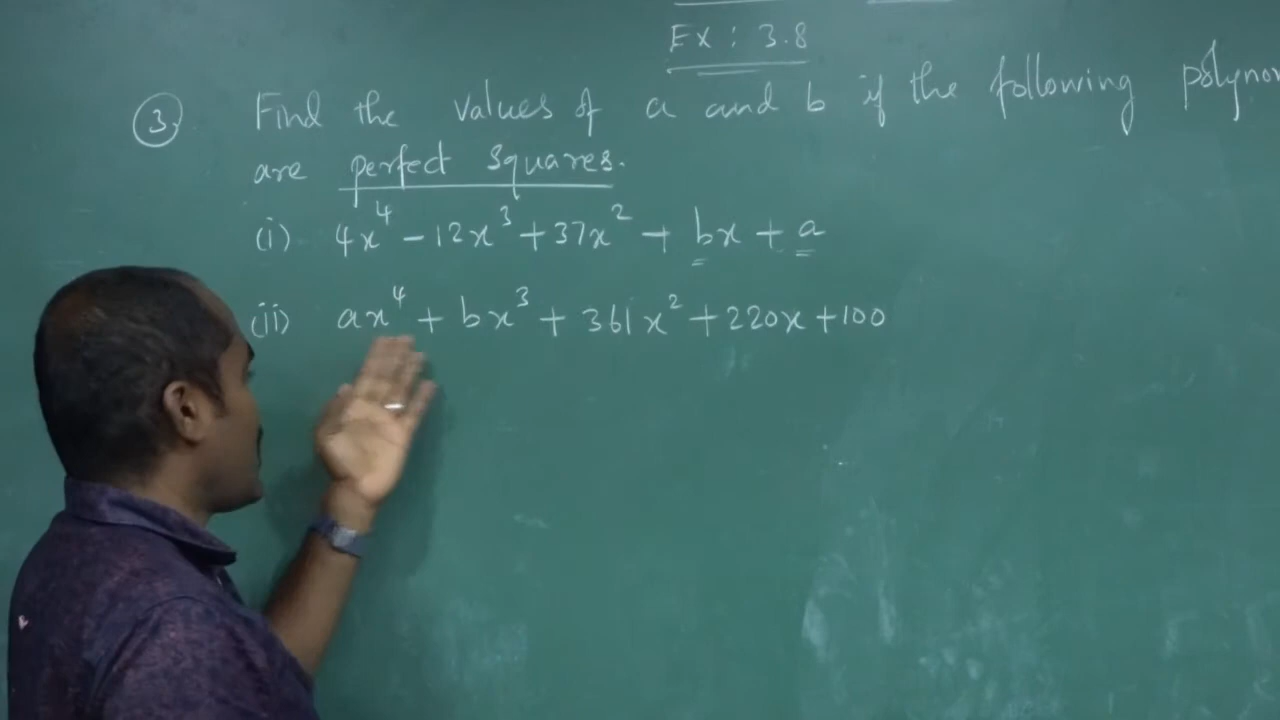 Ex : 3.8
3. Find the values of a and b if the following
are perfect squares.
(i) 4x⁴ - 12x³ + 37x² + bx + a
(ii) ax⁴ + bx³ + 361x² + 220x + 100